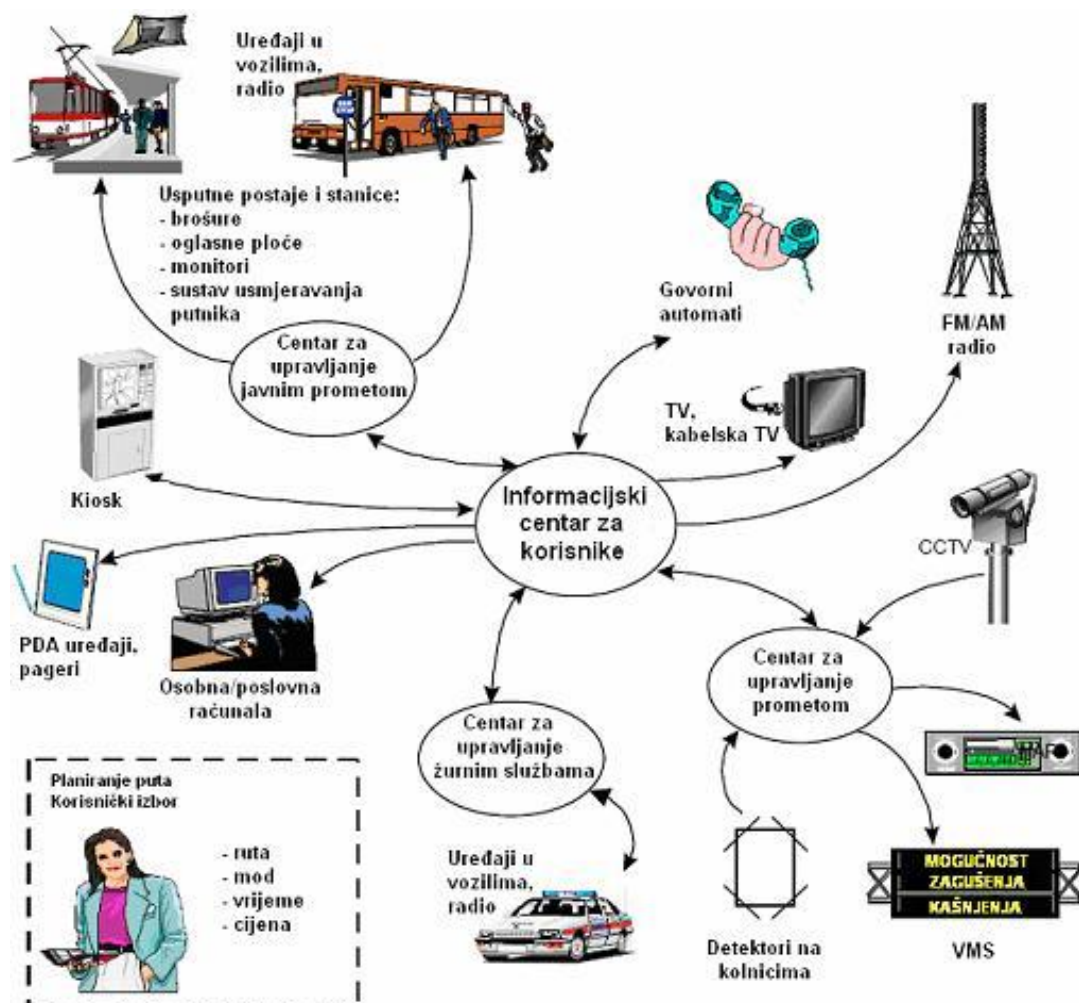 Uređaji u
vozilima,
radio
Usputne postaje i stanice:
- brošure
- oglasne ploče
- monitori
- sustav usmjeravanja
putnika
Centar za
upravljanje
javnim prometom
Govorni
automati
FM/AM
radio
TV,
kabelska TV
Kiosk
Informacijski
centar za
korisnike
CCTV
PDA uređaji,
pageri
Osobna/poslovna
računala
Centar za
upravljanje
prometom
Centar za
upravljanje
žurnim službama
Planiranje puta
Korisnički izbor
- ruta
- mod
- vrijeme
- cijena
Uređaji u
vozilima,
radio
Detektori na
kolnicima
MOGUĆNOST
ZAGUŠENJA
KAŠNJENJA
VMS